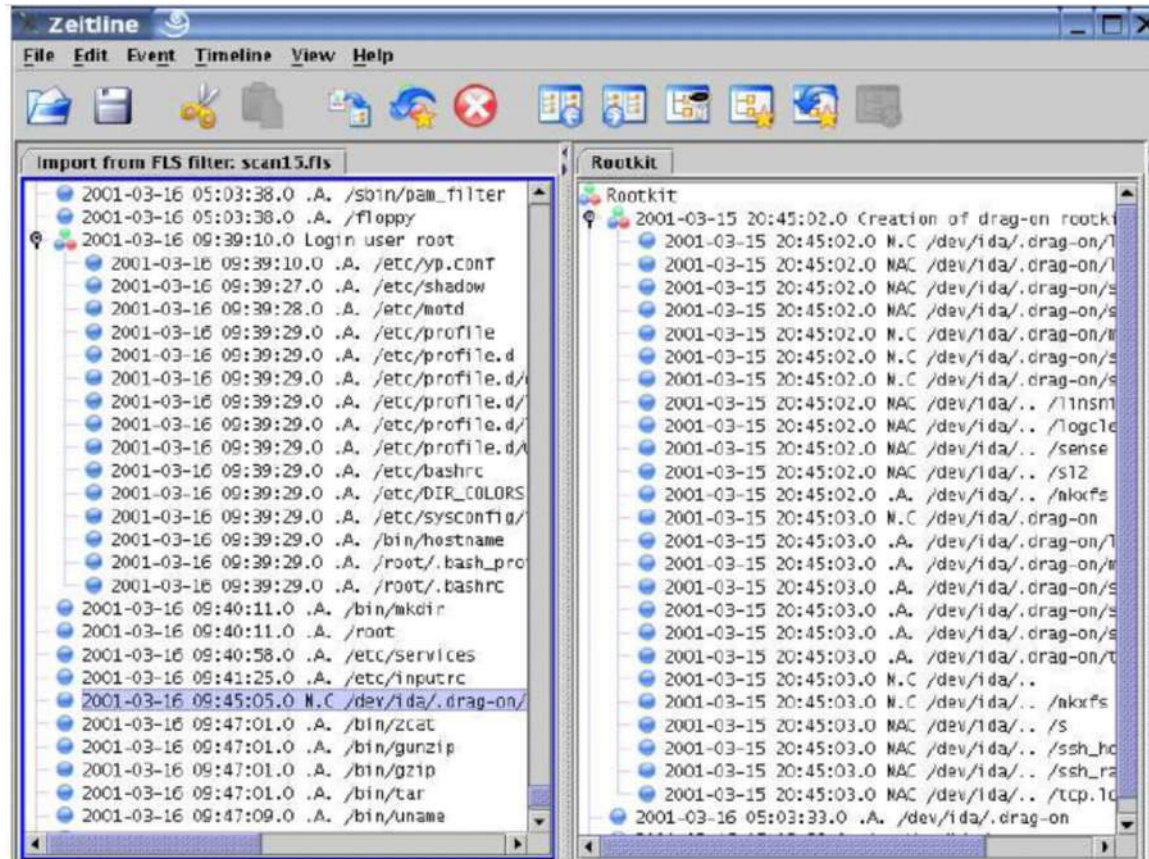 Zeitline
File Edit Event Timeline View Help
Import from FLS filter: scan15.fls
2001-03-16 05:03:38.0 .A. /sbin/pam_filter
2001-03-16 05:03:38.0 .A. /floppy
2001-03-16 09:39:10.0 Login user root
2001-03-16 09:39:10.0 .A. /etc/yp.conf
2001-03-16 09:39:27.0 .A. /etc/shadow
2001-03-16 09:39:28.0 .A. /etc/motd
2001-03-16 09:39:29.0 .A. /etc/profile
2001-03-16 09:39:29.0 .A. /etc/profile.d
2001-03-16 09:39:29.0 .A. /etc/profile.d/
2001-03-16 09:39:29.0 .A. /etc/profile.d/
2001-03-16 09:39:29.0 .A. /etc/profile.d/
2001-03-16 09:39:29.0 .A. /etc/profile.d/
2001-03-16 09:39:29.0 .A. /etc/bashrc
2001-03-16 09:39:29.0 .A. /etc/DIR_COLORS
2001-03-16 09:39:29.0 .A. /etc/sysconfig/
2001-03-16 09:39:29.0 .A. /bin/hostname
2001-03-16 09:39:29.0 .A. /root/.bash_pro
2001-03-16 09:39:29.0 .A. /root/.bashrc
2001-03-16 09:40:11.0 .A. /bin/mkdir
2001-03-16 09:40:11.0 .A. /root
2001-03-16 09:40:58.0 .A. /etc/services
2001-03-16 09:41:25.0 .A. /etc/inputrc
2001-03-16 09:45:05.0 M.C /dev/ida/.drag-on/
2001-03-16 09:47:01.0 .A. /bin/zcat
2001-03-16 09:47:01.0 .A. /bin/gunzip
2001-03-16 09:47:01.0 .A. /bin/gzip
2001-03-16 09:47:01.0 .A. /bin/tar
2001-03-16 09:47:09.0 .A. /bin/uname
Rootkit
Rootkit
2001-03-15 20:45:02.0 Creation of drag-on rootki
2001-03-15 20:45:02.0 M.C /dev/ida/.drag-on/l
2001-03-15 20:45:02.0 MAC /dev/ida/.drag-on/l
2001-03-15 20:45:02.0 MAC /dev/ida/.drag-on/s
2001-03-15 20:45:02.0 MAC /dev/ida/.drag-on/s
2001-03-15 20:45:02.0 M.C /dev/ida/.drag-on/m
2001-03-15 20:45:02.0 M.C /dev/ida/.drag-on/s
2001-03-15 20:45:02.0 M.C /dev/ida/.drag-on/s
2001-03-15 20:45:02.0 MAC /dev/ida/.. /linsni
2001-03-15 20:45:02.0 MAC /dev/ida/.. /logcle
2001-03-15 20:45:02.0 MAC /dev/ida/.. /sense
2001-03-15 20:45:02.0 MAC /dev/ida/.. /sl2
2001-03-15 20:45:02.0 .A. /dev/ida/.. /mkxfs
2001-03-15 20:45:03.0 M.C /dev/ida/.drag-on
2001-03-15 20:45:03.0 .A. /dev/ida/.drag-on/l
2001-03-15 20:45:03.0 .A. /dev/ida/.drag-on/m
2001-03-15 20:45:03.0 .A. /dev/ida/.drag-on/s
2001-03-15 20:45:03.0 .A. /dev/ida/.drag-on/s
2001-03-15 20:45:03.0 .A. /dev/ida/.drag-on/s
2001-03-15 20:45:03.0 .A. /dev/ida/.drag-on/t
2001-03-15 20:45:03.0 M.C /dev/ida/..
2001-03-15 20:45:03.0 M.C /dev/ida/.. /mkxfs
2001-03-15 20:45:03.0 MAC /dev/ida/.. /s
2001-03-15 20:45:03.0 MAC /dev/ida/.. /ssh_ho
2001-03-15 20:45:03.0 MAC /dev/ida/.. /ssh_ra
2001-03-15 20:45:03.0 MAC /dev/ida/.. /tcp.lo
2001-03-16 05:03:33.0 .A. /dev/ida/.drag-on